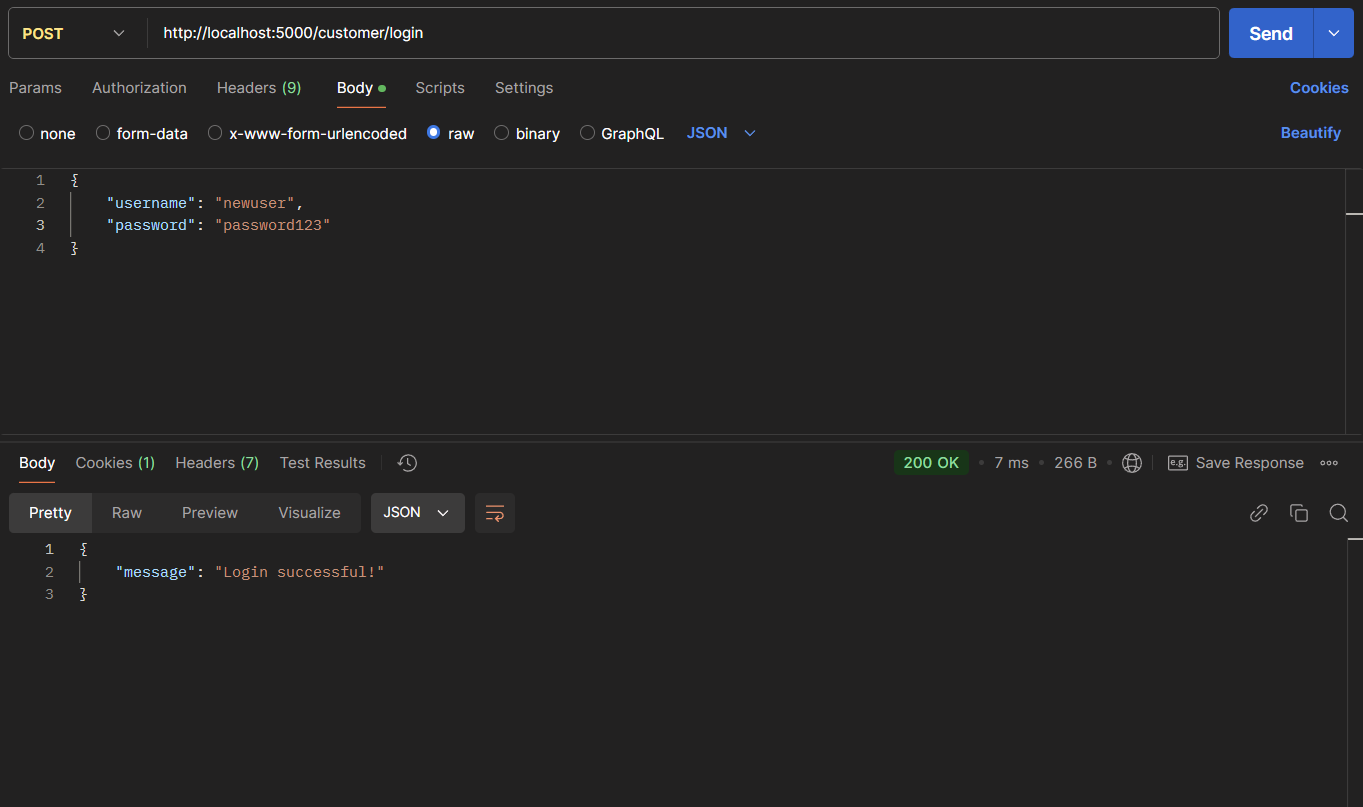 POST http://localhost:5000/customer/login Send
Params Authorization Headers (9) Body Scripts Settings Cookies
none form-data x-www-form-urlencoded raw binary GraphQL JSON Beautify
1 {
2 "username": "newuser",
3 "password": "password123"
4 }
Body Cookies (1) Headers (7) Test Results 200 OK 7 ms 266 B e.g. Save Response
Pretty Raw Preview Visualize JSON
1 {
2 "message": "Login successful!"
3 }